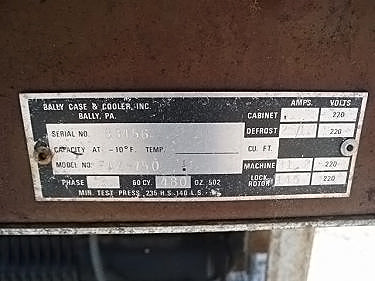 BALLY CASE & COOLER, INC.
BALLY, PA.
AMPS. VOLTS
CABINET 220
SERIAL NO.
DEFROST 220
CAPACITY AT -10°F. TEMP. CU. FT.
MODEL NO. MACHINE 220
PHASE 60 CY. 480 OZ. 502
LOCK ROTOR 220
MIN. TEST PRESS. 235 H.S. 140 L.S.